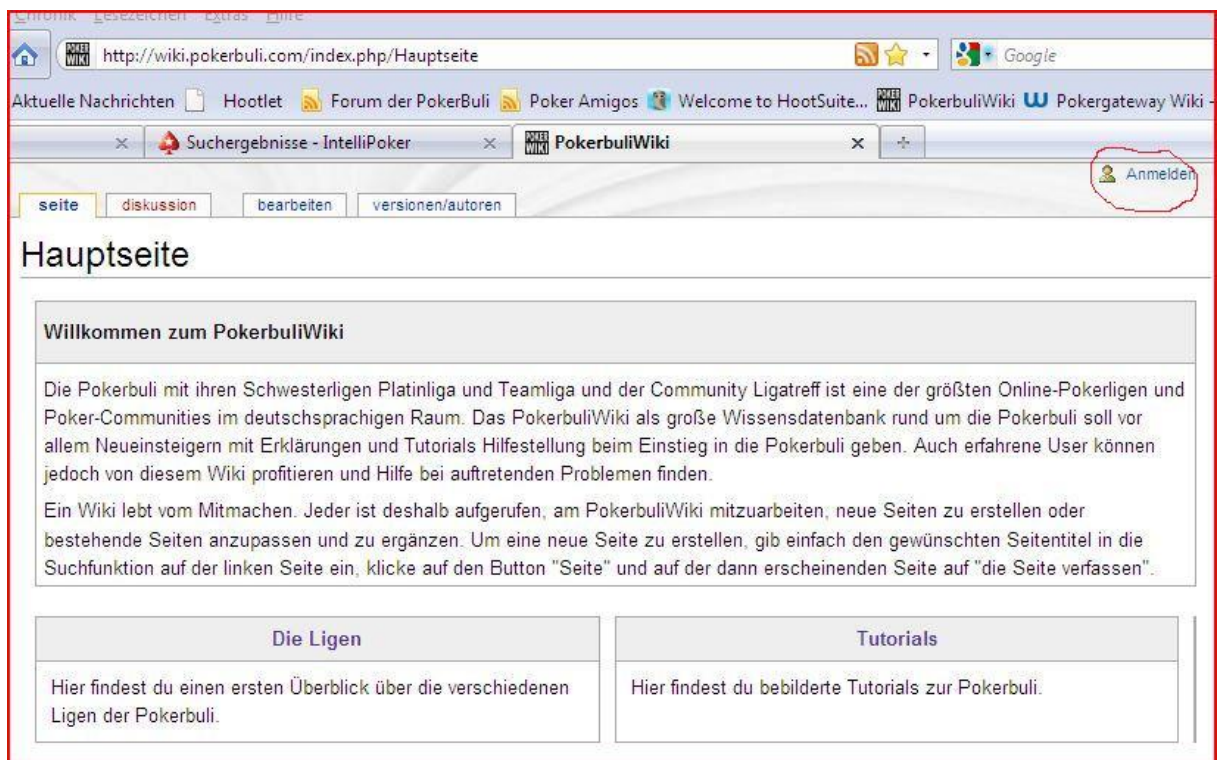 Chronik Lesezeichen Extras Hilfe
POKER WIKI http://wiki.pokerbuli.com/index.php/Hauptseite Google
Aktuelle Nachrichten Hootlet Forum der PokerBuli Poker Amigos Welcome to HootSuite... POKER WIKI PokerbuliWiki Pokergateway Wiki -
Suchergebnisse - IntelliPoker POKER WIKI PokerbuliWiki
Anmelden
seite diskussion bearbeiten versionen/autoren
Hauptseite
Willkommen zum PokerbuliWiki
Die Pokerbuli mit ihren Schwesterligen Platinliga und Teamliga und der Community Ligatreff ist eine der größten Online-Pokerligen und
Poker-Communities im deutschsprachigen Raum. Das PokerbuliWiki als große Wissensdatenbank rund um die Pokerbuli soll vor
allem Neueinsteigern mit Erklärungen und Tutorials Hilfestellung beim Einstieg in die Pokerbuli geben. Auch erfahrene User können
jedoch von diesem Wiki profitieren und Hilfe bei auftretenden Problemen finden.
Ein Wiki lebt vom Mitmachen. Jeder ist deshalb aufgerufen, am PokerbuliWiki mitzuarbeiten, neue Seiten zu erstellen oder
bestehende Seiten anzupassen und zu ergänzen. Um eine neue Seite zu erstellen, gib einfach den gewünschten Seitentitel in die
Suchfunktion auf der linken Seite ein, klicke auf den Button "Seite" und auf der dann erscheinenden Seite auf "die Seite verfassen".
Die Ligen
Hier findest du einen ersten Überblick über die verschiedenen
Ligen der Pokerbuli.
Tutorials
Hier findest du bebilderte Tutorials zur Pokerbuli.